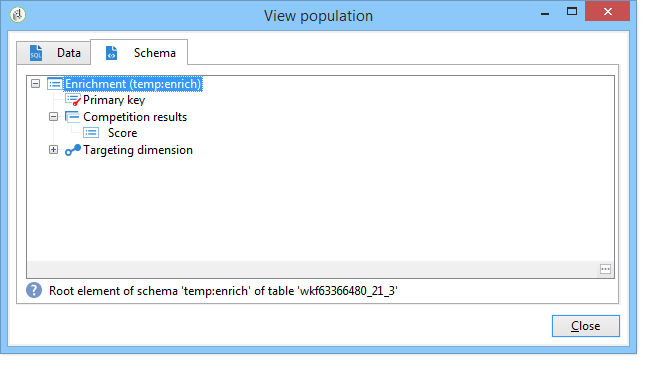 View population
Data
Schema
Enrichment (temp:enrich)
Primary key
Competition results
Score
Targeting dimension
Root element of schema 'temp:enrich' of table 'wkf63366480_21_3'
Close